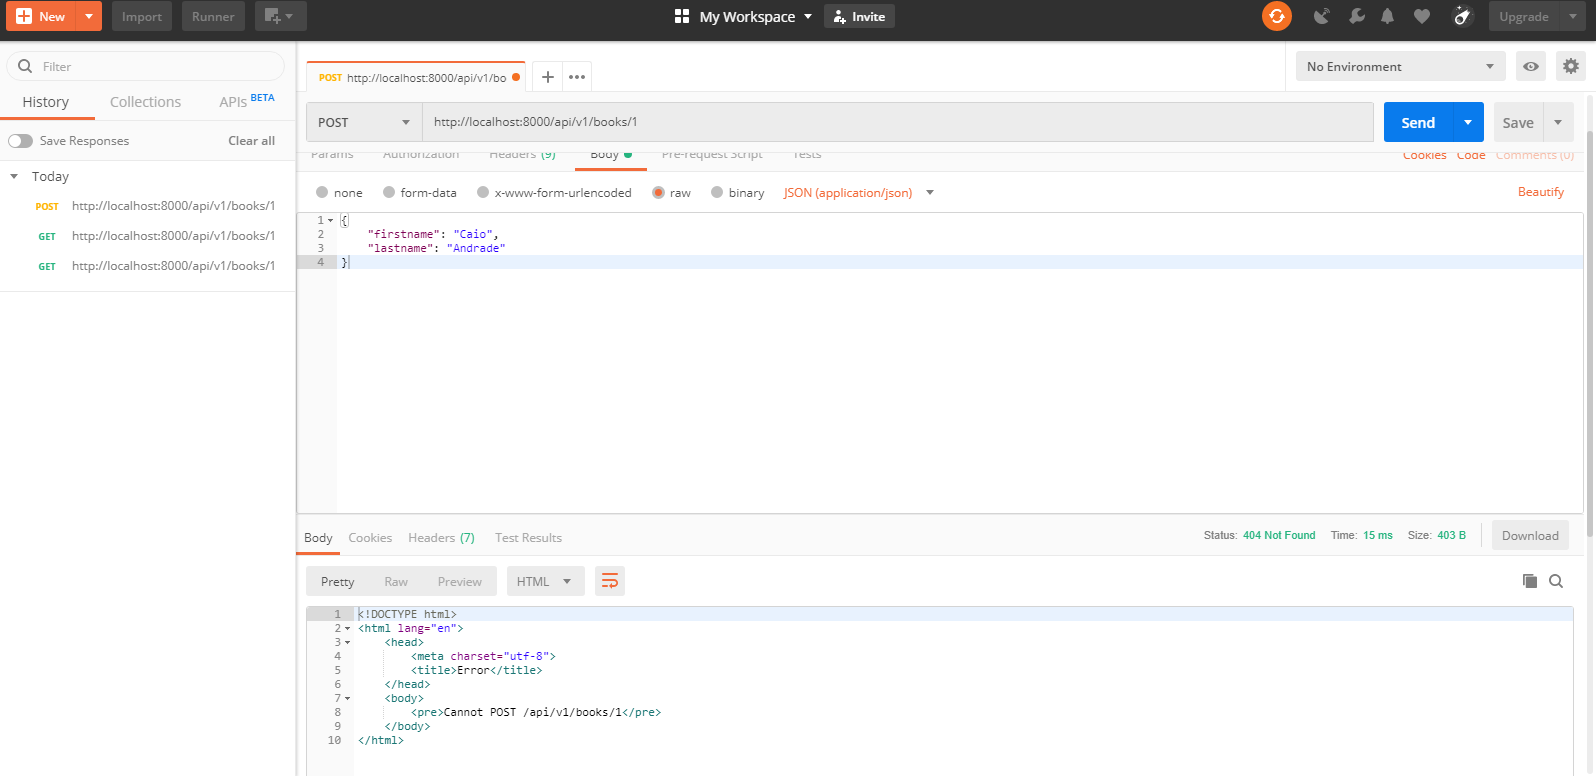 New
Import
Runner
My Workspace
Invite
Upgrade
Filter
History
Collections
APIs BETA
Save Responses
Clear all
Today
POST http://localhost:8000/api/v1/books/1
GET http://localhost:8000/api/v1/books/1
GET http://localhost:8000/api/v1/books/1
POST http://localhost:8000/api/v1/bo
No Environment
POST
http://localhost:8000/api/v1/books/1
Send
Save
Params Authorization Headers (9) Body Pre-request Script Tests
Cookies Code Comments (0)
none form-data x-www-form-urlencoded raw binary JSON (application/json)
Beautify
1 {
2 "firstname": "Caio",
3 "lastname": "Andrade"
4 }
Body Cookies Headers (7) Test Results
Status: 404 Not Found Time: 15 ms Size: 403 B
Download
Pretty Raw Preview HTML
1 <!DOCTYPE html>
2 <html lang="en">
3 <head>
4 <meta charset="utf-8">
5 <title>Error</title>
6 </head>
7 <body>
8 <pre>Cannot POST /api/v1/books/1</pre>
9 </body>
10 </html>